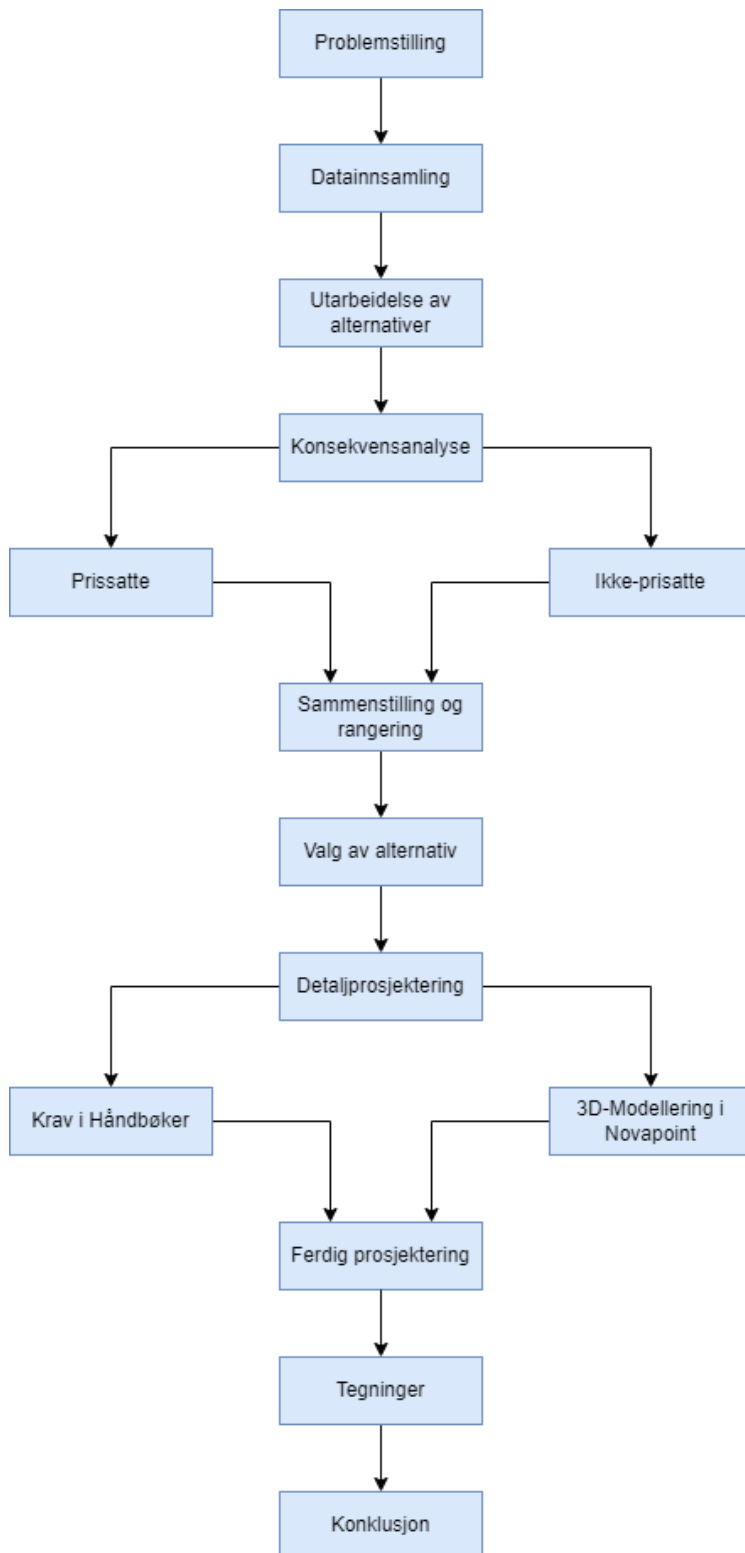 Problemstilling
Datainnsamling
Utarbeidelse av
alternativer
Konsekvensanalyse
Prissatte
Ikke-prisatte
Sammenstilling og
rangering
Valg av alternativ
Detaljprosjektering
Krav i Håndbøker
3D-Modellering i
Novapoint
Ferdig prosjektering
Tegninger
Konklusjon